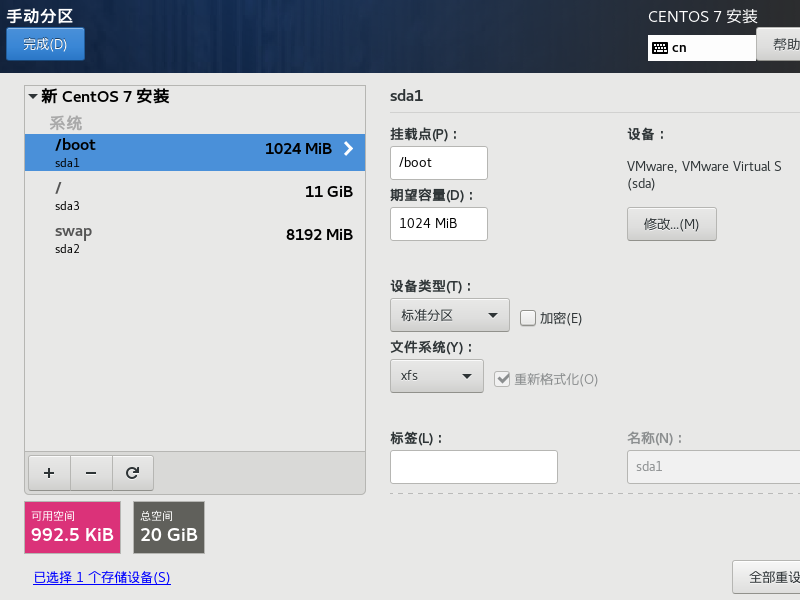 手动分区
CENTOS 7 安装
完成(D)
cn
帮助
新 CentOS 7 安装
系统
/boot
1024 MiB
sda1
/
11 GiB
sda3
swap
8192 MiB
sda2
sda1
挂载点(P)：
设备：
/boot
VMware, VMware Virtual S
(sda)
期望容量(D)：
1024 MiB
修改...(M)
设备类型(T)：
标准分区
加密(E)
文件系统(Y)：
xfs
重新格式化(O)
标签(L)：
名称(N)：
sda1
可用空间
992.5 KiB
总空间
20 GiB
已选择 1 个存储设备(S)
全部重设